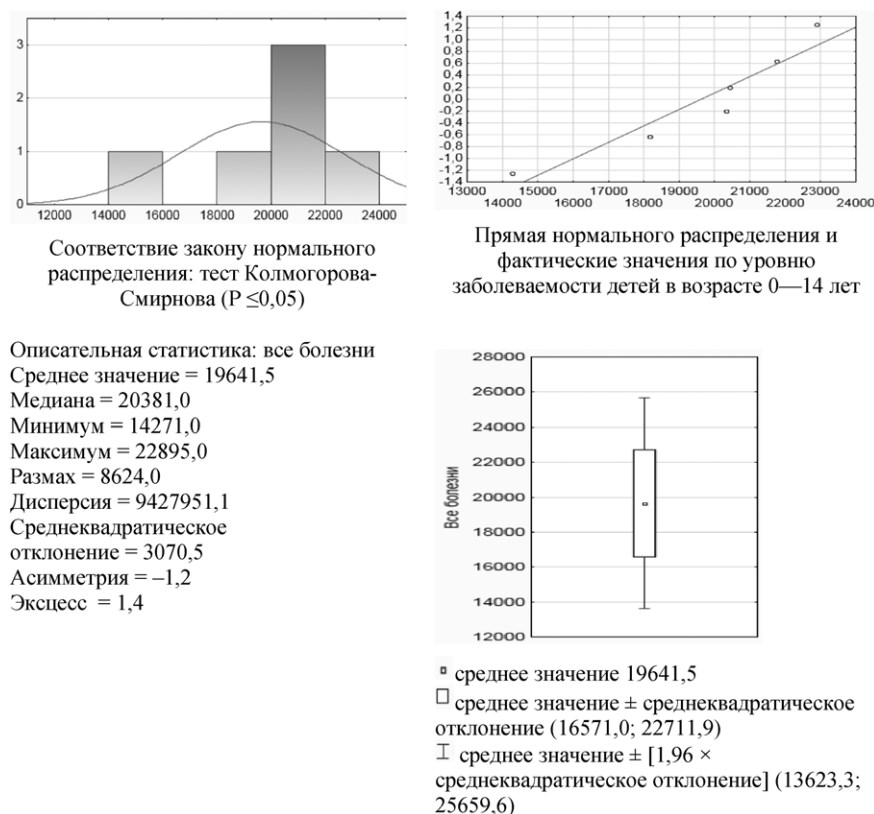 3
2
1
0
12000 14000 16000 18000 20000 22000 24000
Соответствие закону нормального
распределения: тест Колмогорова-
Смирнова (P ≤0,05)
1,4
1,2
1,0
0,8
0,6
0,4
0,2
0,0
-0,2
-0,4
-0,6
-0,8
-1,0
-1,2
-1,4
13000 15000 17000 19000 21000 23000
14000 16000 18000 20000 22000 24000
Прямая нормального распределения и
фактические значения по уровню
заболеваемости детей в возрасте 0—14 лет
Описательная статистика: все болезни
Среднее значение = 19641,5
Медиана = 20381,0
Минимум = 14271,0
Максимум = 22895,0
Размах = 8624,0
Дисперсия = 9427951,1
Среднеквадратическое
отклонение = 3070,5
Асимметрия = –1,2
Эксцесс = 1,4
28000
26000
24000
22000
20000
18000
16000
14000
12000
Все болезни
среднее значение 19641,5
среднее значение ± среднеквадратическое
отклонение (16571,0; 22711,9)
среднее значение ± [1,96 ×
среднеквадратическое отклонение] (13623,3;
25659,6)